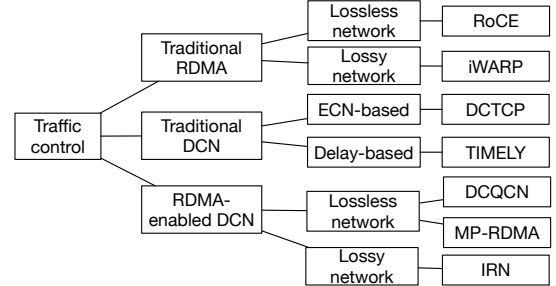 Traffic
control
Traditional
RDMA
Lossless
network
RoCE
Lossy
network
iWARP
Traditional
DCN
ECN-based
DCTCP
Delay-based
TIMELY
RDMA-
enabled DCN
Lossless
network
DCQCN
MP-RDMA
Lossy
network
IRN